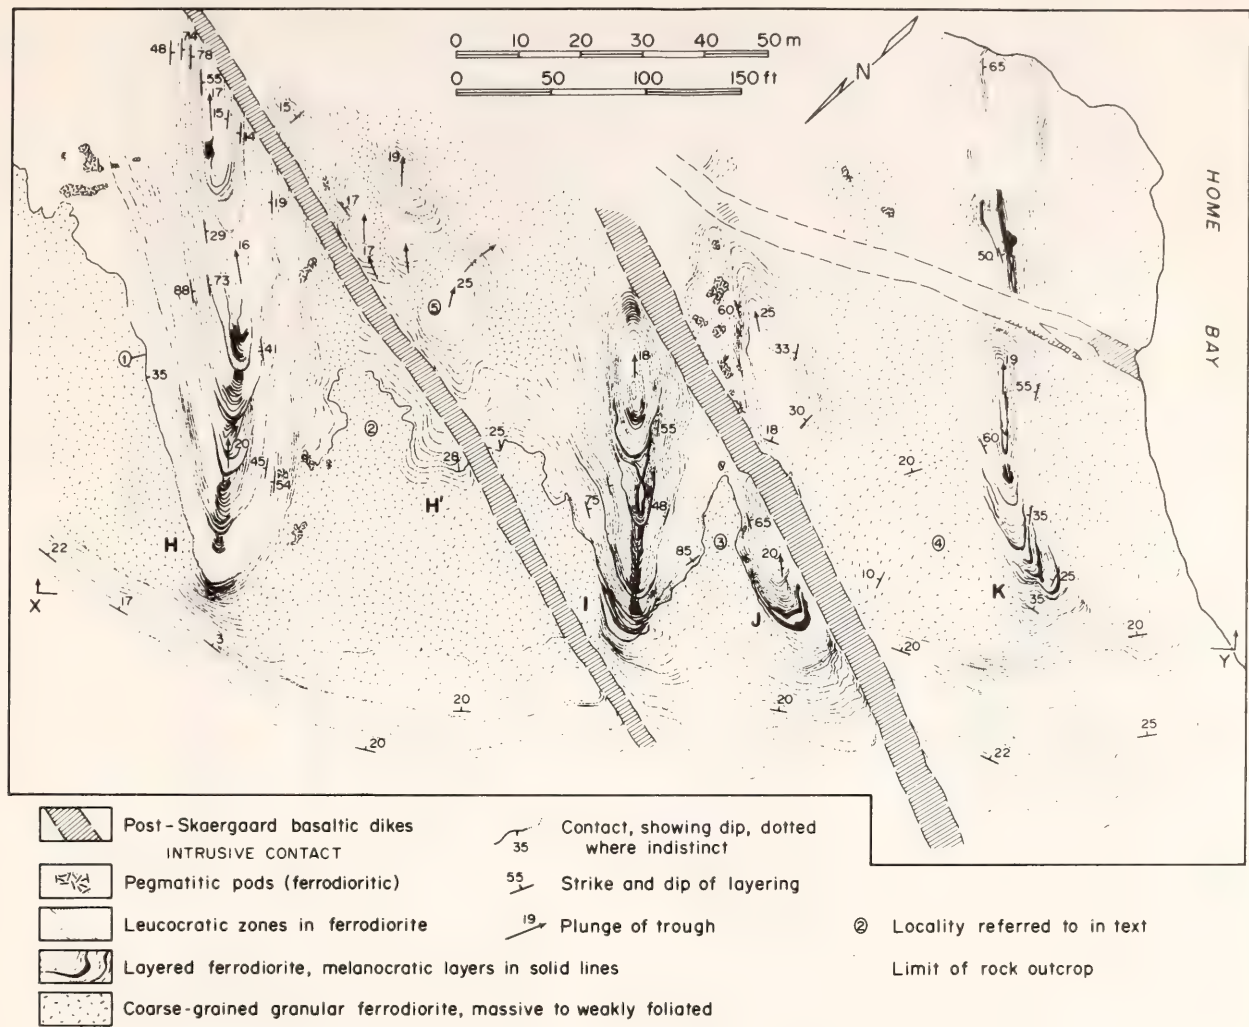 0 10 20 30 40 50 m
0 50 100 150 ft
N
HOME
BAY
74
48 78
55
17
15
14
15
19
65
19
17
29
16
17
25
50
88 73
5
60 25
33
1
35
41
18
19
55
2
20
45
54
25
28
H'
55
30
18
60
20
75
48
65
3
85
20
4
35
H
22
X
17
3
I
J
10
K
25
35
20
Y
20
20
20
20
22
25
Post-Skaergaard basaltic dikes
INTRUSIVE CONTACT
Pegmatitic pods (ferrodioritic)
Leucocratic zones in ferrodiorite
Layered ferrodiorite, melanocratic layers in solid lines
Coarse-grained granular ferrodiorite, massive to weakly foliated
35 Contact, showing dip, dotted
where indistinct
55 Strike and dip of layering
19 Plunge of trough
2 Locality referred to in text
Limit of rock outcrop